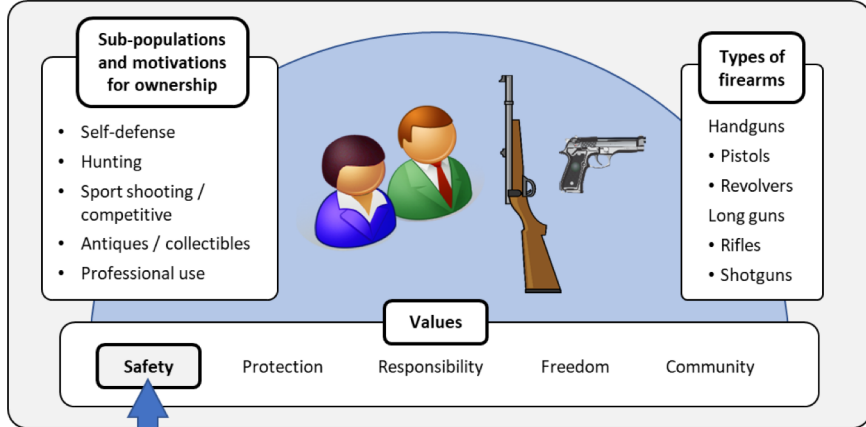 Sub-populations
and motivations
for ownership
• Self-defense
• Hunting
• Sport shooting /
competitive
• Antiques / collectibles
• Professional use
Types of
firearms
Handguns
• Pistols
• Revolvers
Long guns
• Rifles
• Shotguns
Values
Safety Protection Responsibility Freedom Community